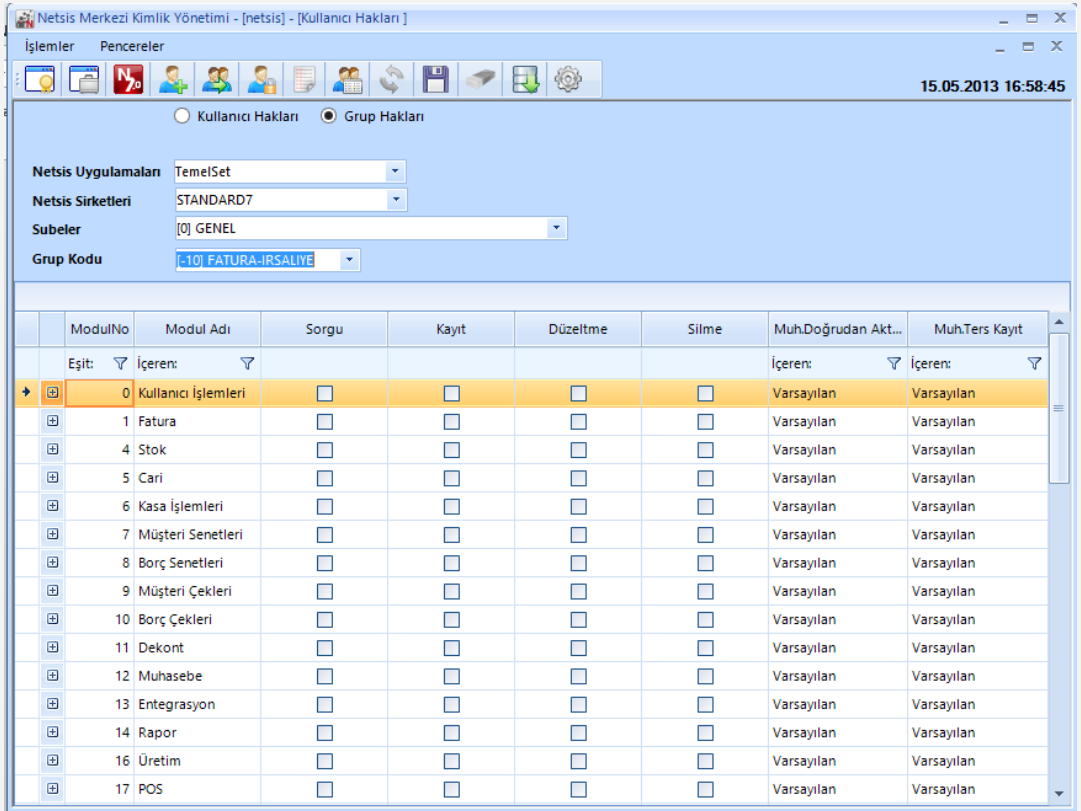 Netsis Merkezi Kimlik Yönetimi - [netsis] - [Kullanıcı Hakları ]
İşlemler Pencereler
15.05.2013 16:58:45
Kullanıcı Hakları Grup Hakları
Netsis Uygulamaları TemelSet
Netsis Sirketleri STANDARD7
Subeler [0] GENEL
Grup Kodu [-10] FATURA-IRSALIYE
ModulNo Modul Adı Sorgu Kayıt Düzeltme Silme Muh.Doğrudan Akt... Muh.Ters Kayıt
Eşit: İçeren: İçeren: İçeren:
0 Kullanıcı İşlemleri Varsayılan Varsayılan
1 Fatura Varsayılan Varsayılan
4 Stok Varsayılan Varsayılan
5 Cari Varsayılan Varsayılan
6 Kasa İşlemleri Varsayılan Varsayılan
7 Müşteri Senetleri Varsayılan Varsayılan
8 Borç Senetleri Varsayılan Varsayılan
9 Müşteri Çekleri Varsayılan Varsayılan
10 Borç Çekleri Varsayılan Varsayılan
11 Dekont Varsayılan Varsayılan
12 Muhasebe Varsayılan Varsayılan
13 Entegrasyon Varsayılan Varsayılan
14 Rapor Varsayılan Varsayılan
16 Üretim Varsayılan Varsayılan
17 POS Varsayılan Varsayılan